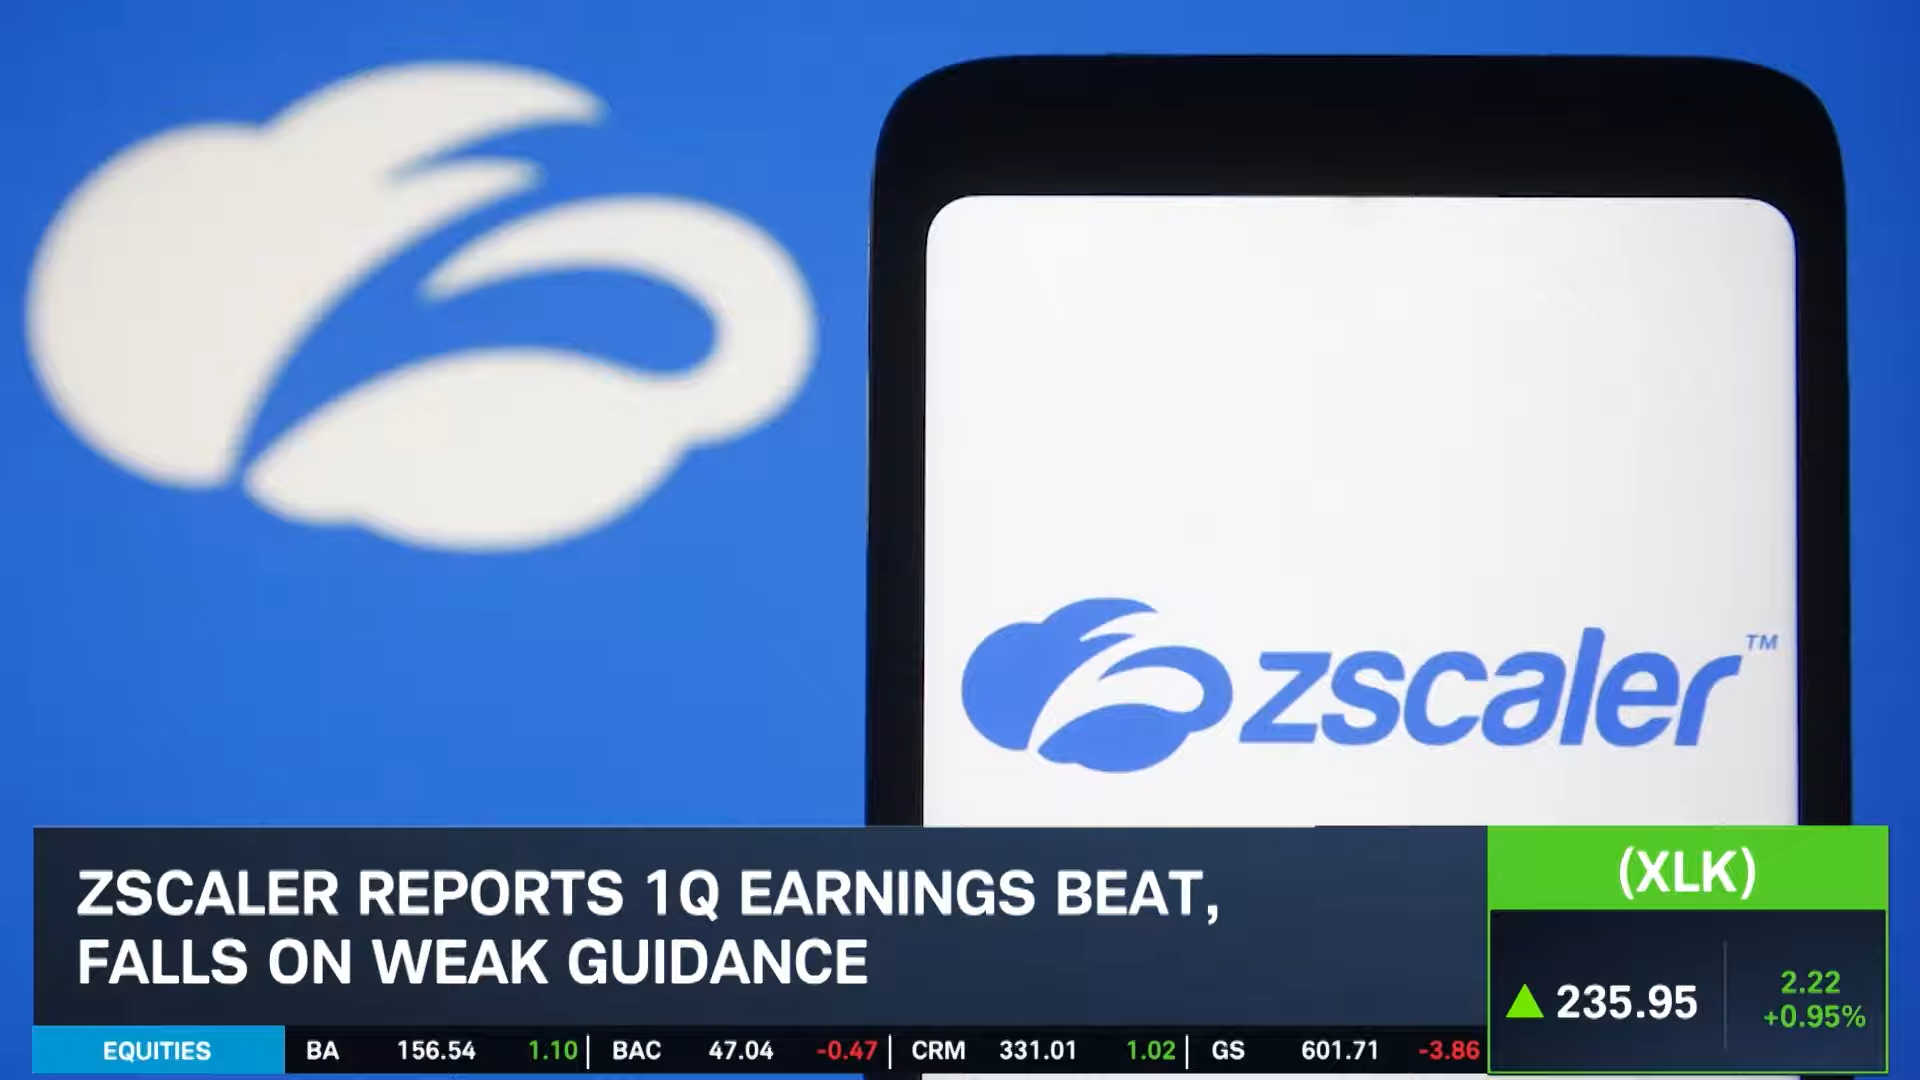 zscaler™
ZSCALER REPORTS 1Q EARNINGS BEAT,
FALLS ON WEAK GUIDANCE
(XLK)
▲ 235.95
2.22
+0.95%
EQUITIES BA 156.54 1.10 BAC 47.04 -0.47 CRM 331.01 1.02 GS 601.71 -3.86